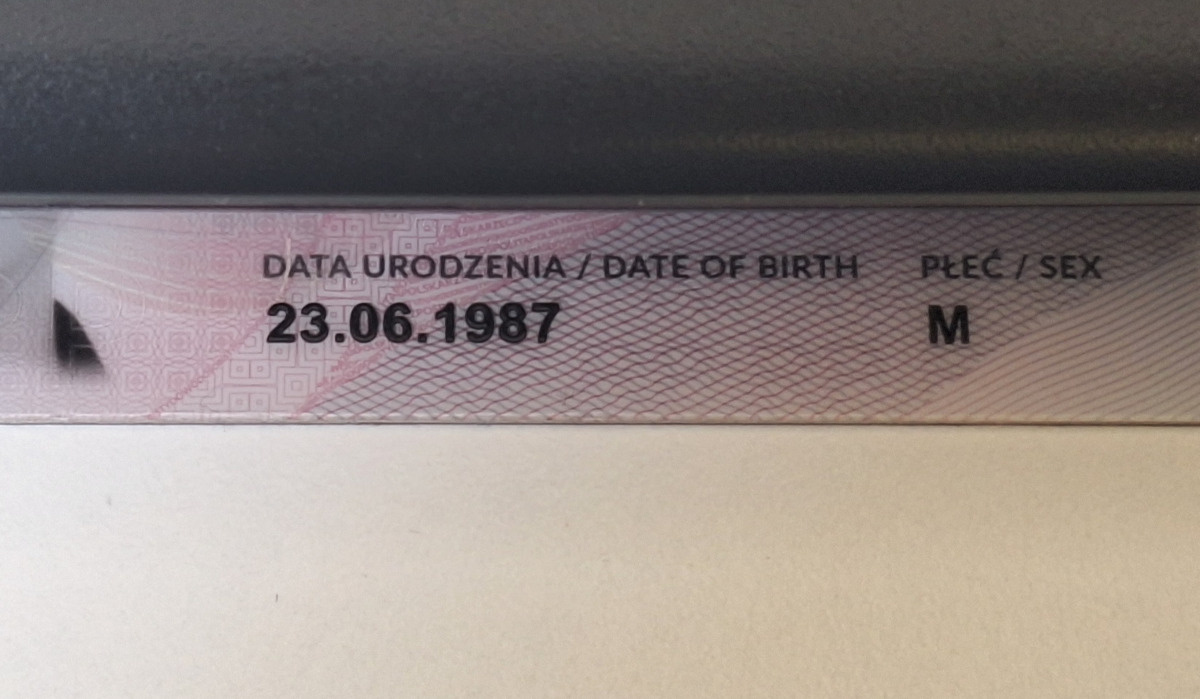 DATA URODZENIA / DATE OF BIRTH PŁEĆ / SEX
23.06.1987 M